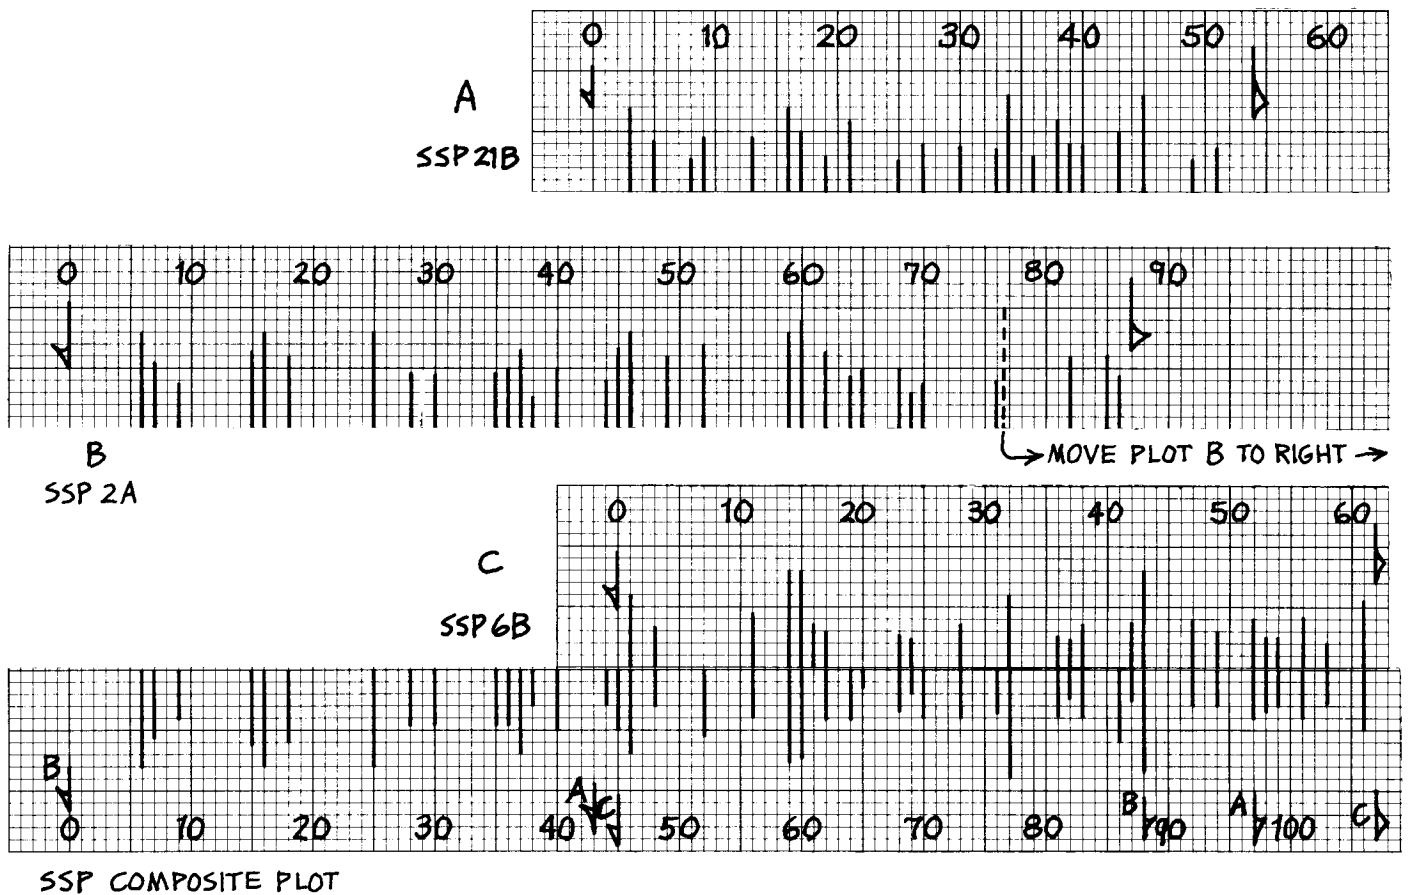 0 10 20 30 40 50 60
A
SSP 21B
0 10 20 30 40 50 60 70 80 90
B
SSP 2A
MOVE PLOT B TO RIGHT
0 10 20 30 40 50 60
C
SSP 6B
B A C B A C
0 10 20 30 40 50 60 70 80 90 100
SSP COMPOSITE PLOT